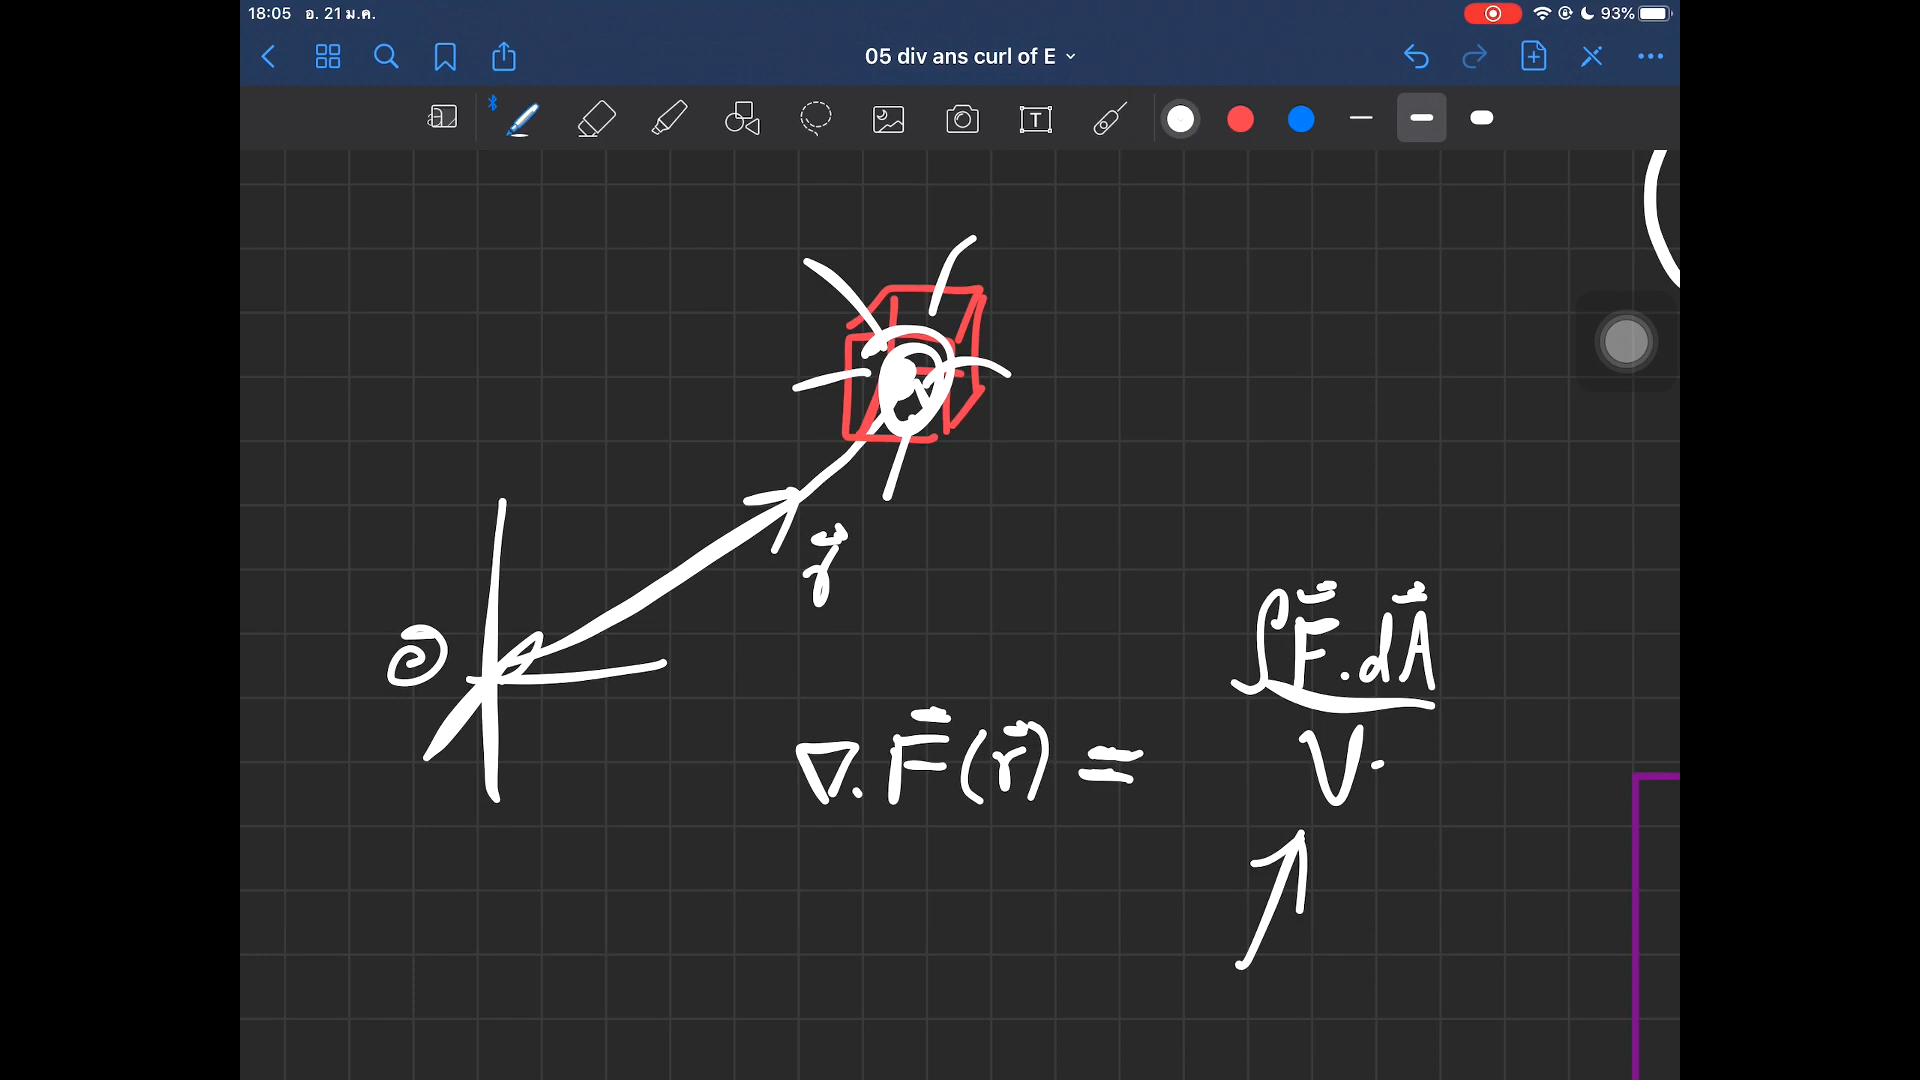 18:05 อ. 21 ม.ค. 93%
05 div ans curl of E
T
r⃗
O
∫F⃗.dA⃗
∇.F⃗(r⃗) =
V.